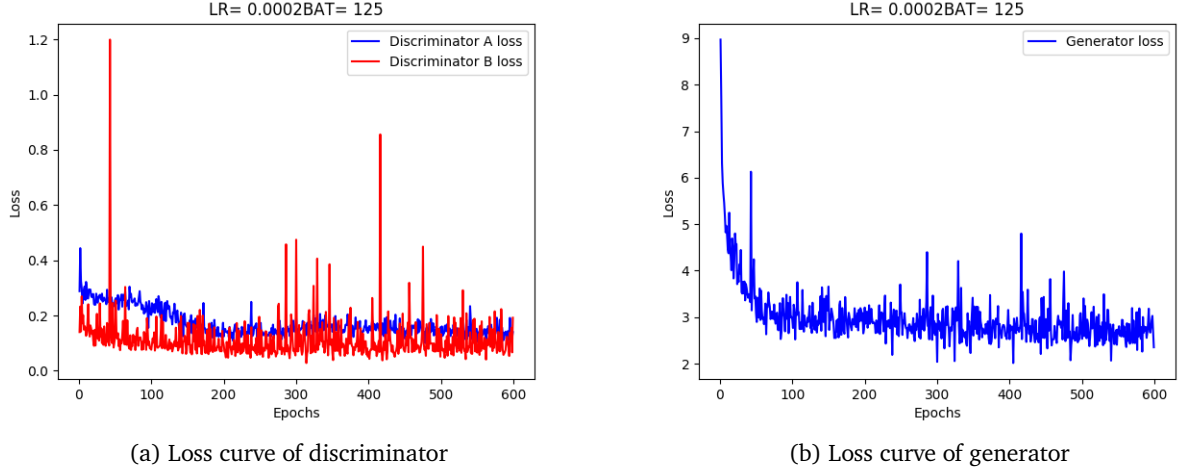 LR= 0.0002BAT= 125
1.2
1.0
0.8
0.6
0.4
0.2
0.0
Loss
Discriminator A loss
Discriminator B loss
0 100 200 300 400 500 600
Epochs
(a) Loss curve of discriminator
LR= 0.0002BAT= 125
9
8
7
6
5
4
3
2
Loss
Generator loss
0 100 200 300 400 500 600
Epochs
(b) Loss curve of generator